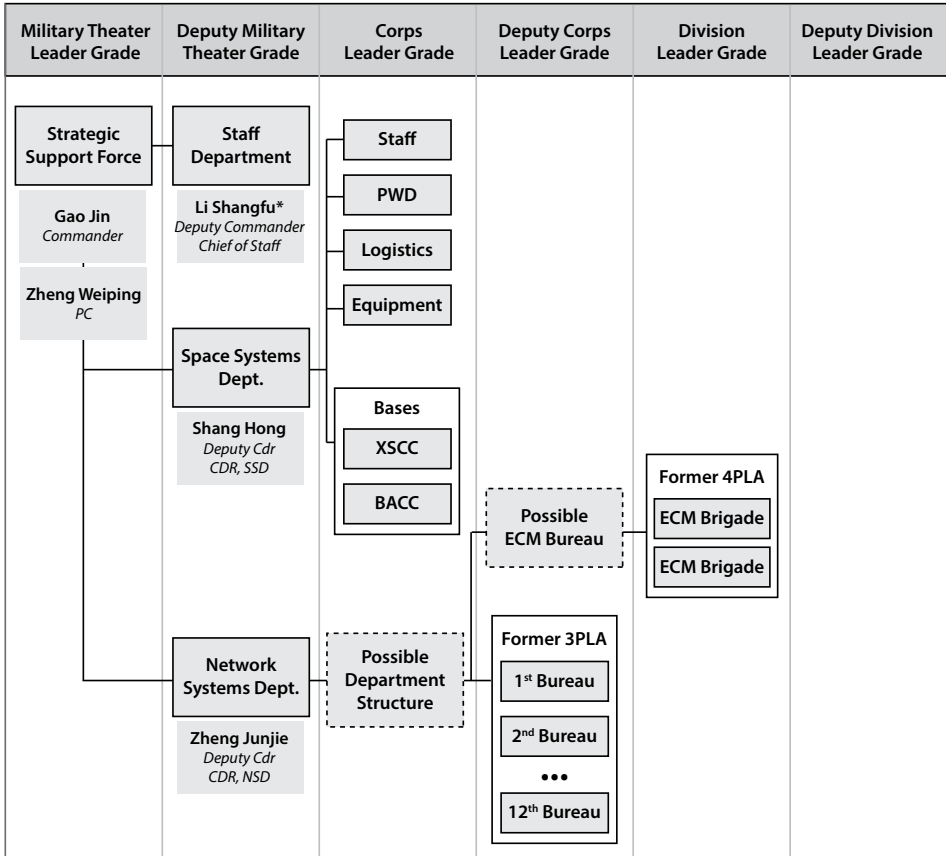 Military Theater
Leader Grade
Deputy Military
Theater Grade
Corps
Leader Grade
Deputy Corps
Leader Grade
Division
Leader Grade
Deputy Division
Leader Grade
Strategic
Support Force
Gao Jin
Commander
Zheng Weiping
PC
Staff
Department
Li Shangfu*
Deputy Commander
Chief of Staff
Space Systems
Dept.
Shang Hong
Deputy Cdr
CDR, SSD
Network
Systems Dept.
Zheng Junjie
Deputy Cdr
CDR, NSD
Staff
PWD
Logistics
Equipment
Bases
XSCC
BACC
Possible
Department
Structure
Possible
ECM Bureau
Former 3PLA
1st Bureau
2nd Bureau
•••
12th Bureau
Former 4PLA
ECM Brigade
ECM Brigade